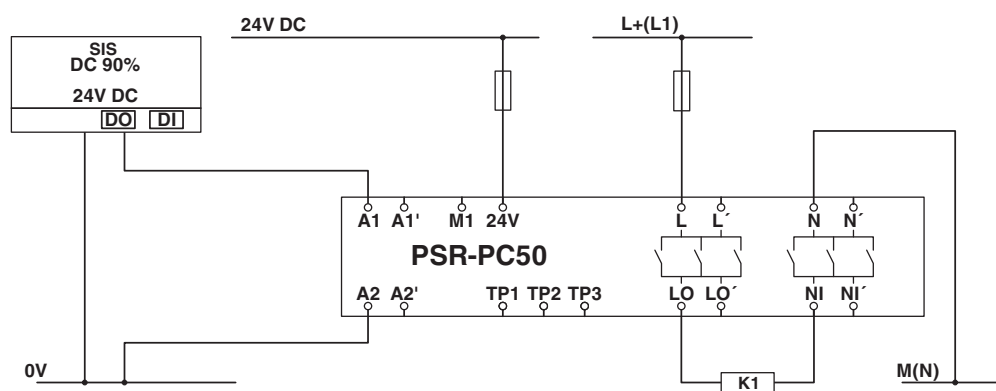 24V DC
L+(L1)
SIS
DC 90%
24V DC
DO DI
A1 A1' M1 24V L L´ N N´
PSR-PC50
A2 A2' TP1 TP2 TP3 LO LO´ NI NI´
0V
K1
M(N)